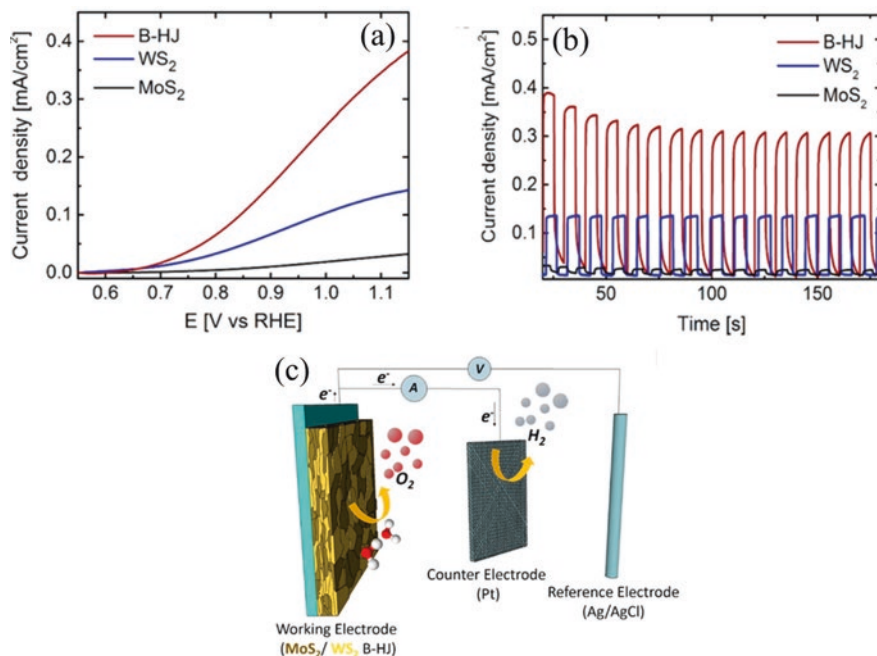 (a)
B-HJ
WS₂
MoS₂
Current density [mA/cm²]
0.4
0.3
0.2
0.1
0.0
0.6 0.7 0.8 0.9 1.0 1.1
E [V vs RHE]
(b)
B-HJ
WS₂
MoS₂
Current density [mA/cm²]
0.5
0.4
0.3
0.2
0.1
50 100 150
Time [s]
(c)
V
e⁻
e⁻
A
e⁻
O₂
H₂
Counter Electrode
(Pt)
Reference Electrode
(Ag/AgCl)
Working Electrode
(MoS₂/ WS₂ B-HJ)